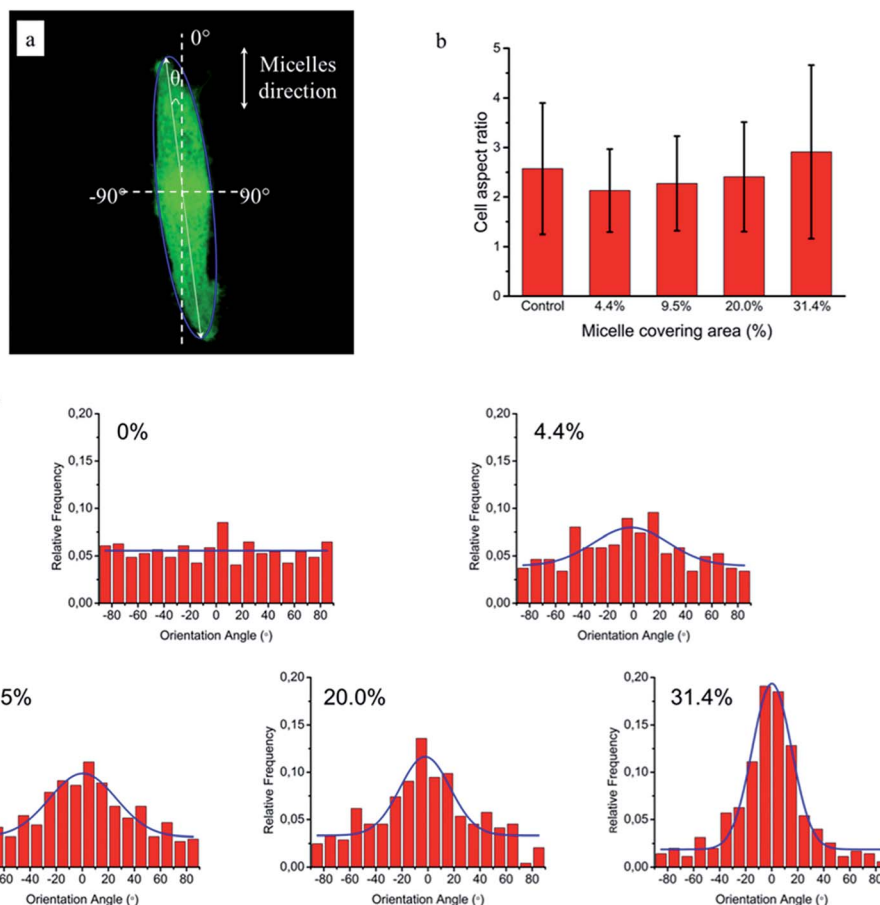 a
0°
θ
Micelles
direction
-90°
90°
b
5
4
3
2
1
0
Cell aspect ratio
Control 4.4% 9.5% 20.0% 31.4%
Micelle covering area (%)
0%
0,20
0,15
0,10
0,05
0,00
Relative Frequency
-80 -60 -40 -20 0 20 40 60 80
Orientation Angle (°)
4.4%
0,20
0,15
0,10
0,05
0,00
Relative Frequency
-80 -60 -40 -20 0 20 40 60 80
Orientation Angle (°)
5%
60 -40 -20 0 20 40 60 80
Orientation Angle (°)
20.0%
0,20
0,15
0,10
0,05
0,00
Relative Frequency
-80 -60 -40 -20 0 20 40 60 80
Orientation Angle (°)
31.4%
0,20
0,15
0,10
0,05
0,00
Relative Frequency
-80 -60 -40 -20 0 20 40 60 80
Orientation Angle (°)